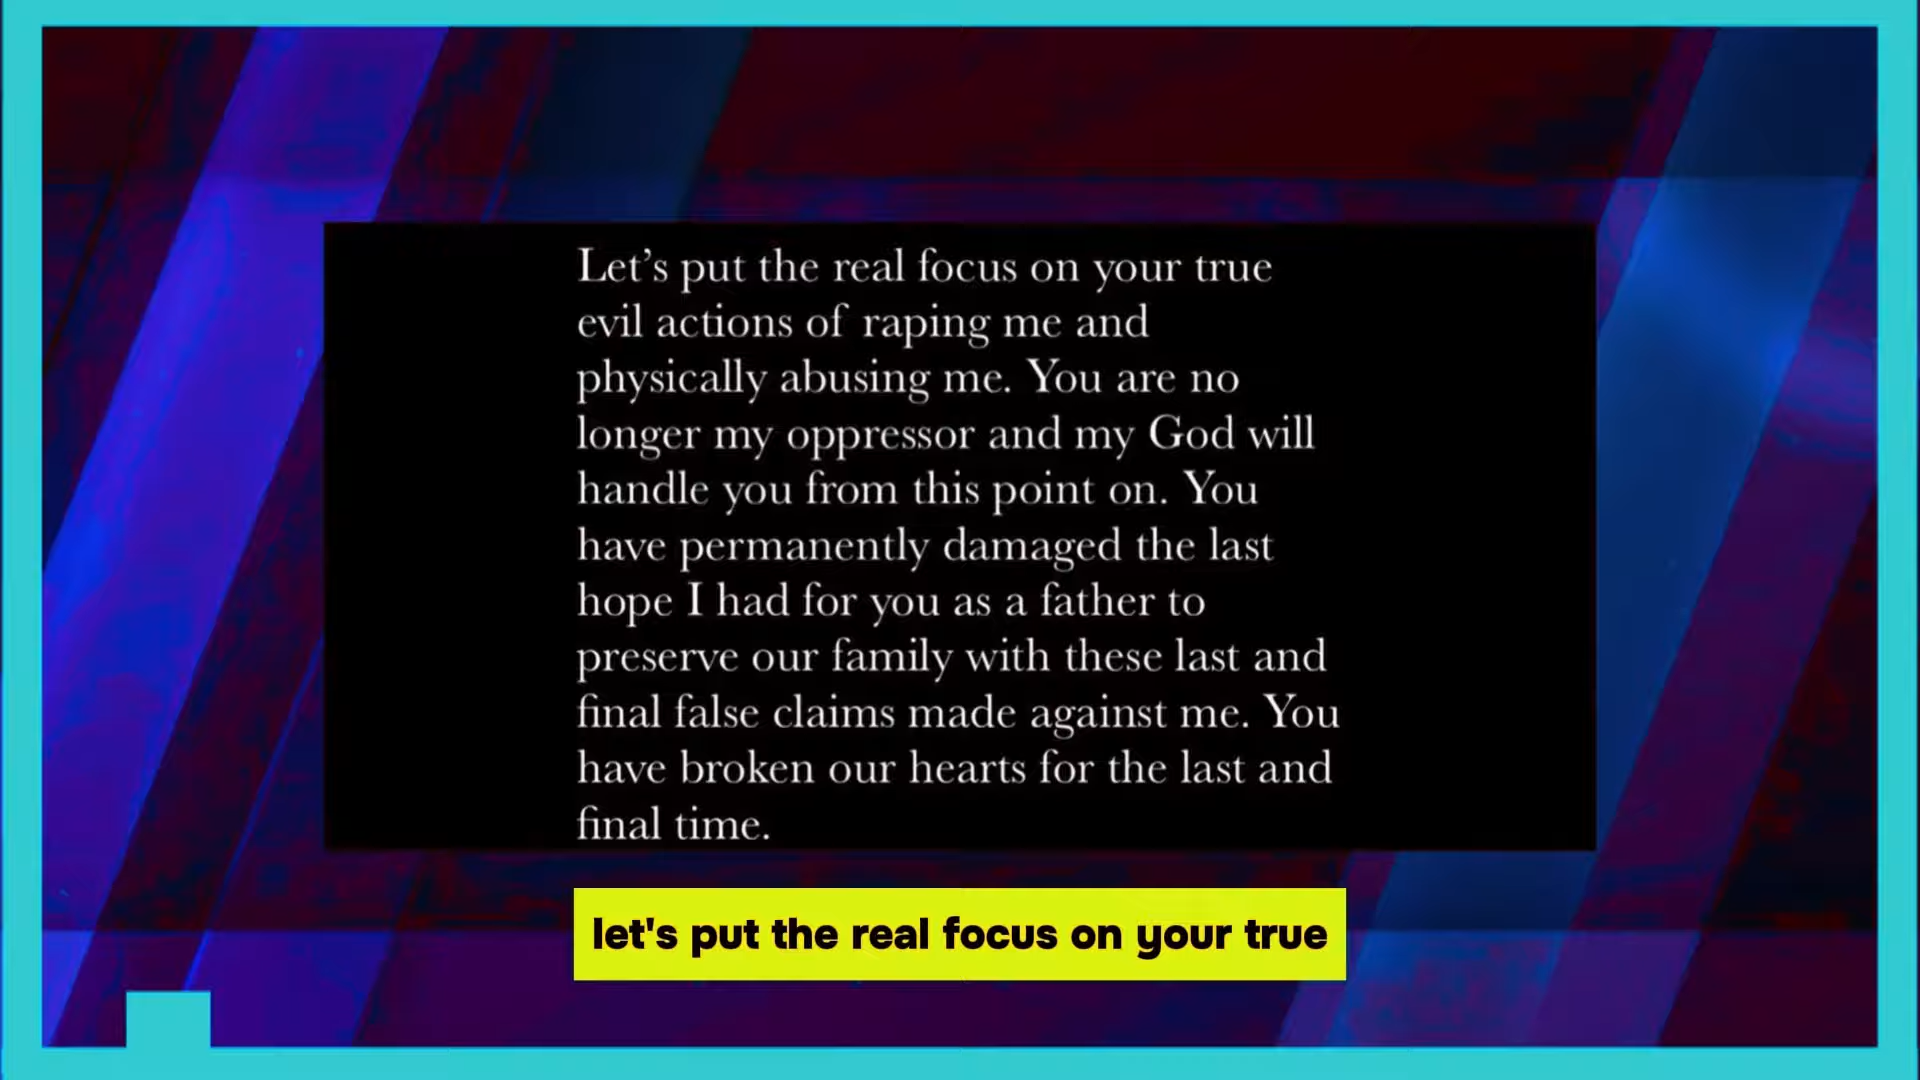 Let’s put the real focus on your true
evil actions of raping me and
physically abusing me. You are no
longer my oppressor and my God will
handle you from this point on. You
have permanently damaged the last
hope I had for you as a father to
preserve our family with these last and
final false claims made against me. You
have broken our hearts for the last and
final time.
let's put the real focus on your true